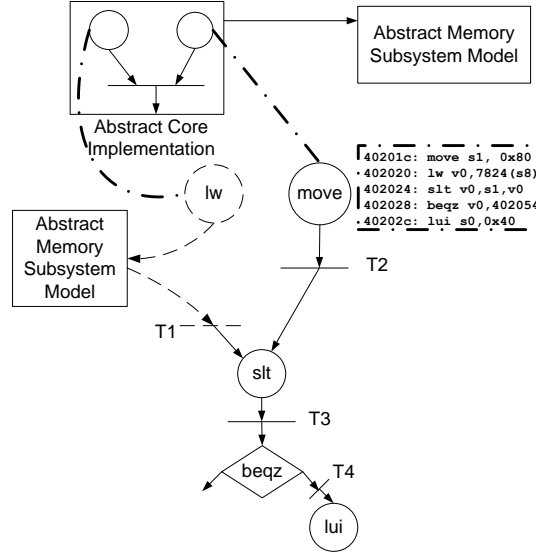 Abstract Memory
Subsystem Model
Abstract Core
Implementation
lw
move
40201c: move s1, 0x80
402020: lw v0,7824(s8)
402024: slt v0,s1,v0
402028: beqz v0,402054
40202c: lui s0,0x40
Abstract
Memory
Subsystem
Model
T2
T1
slt
T3
beqz
T4
lui